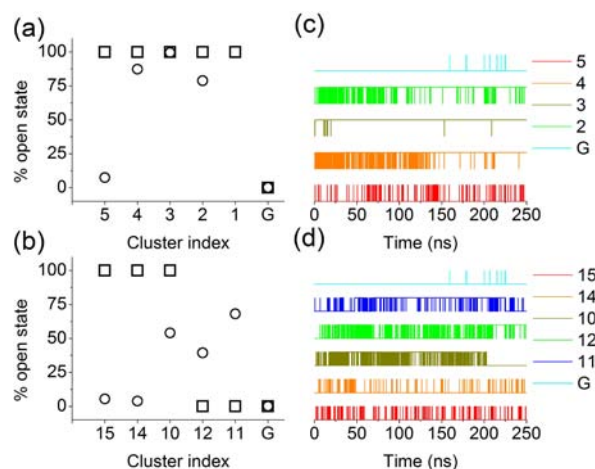 (a)
100
75
50
25
0
% open state
5 4 3 2 1 G
Cluster index
(b)
100
75
50
25
0
% open state
15 14 10 12 11 G
Cluster index
(c)
5
4
3
2
G
0 50 100 150 200 250
Time (ns)
(d)
15
14
10
12
11
G
0 50 100 150 200 250
Time (ns)